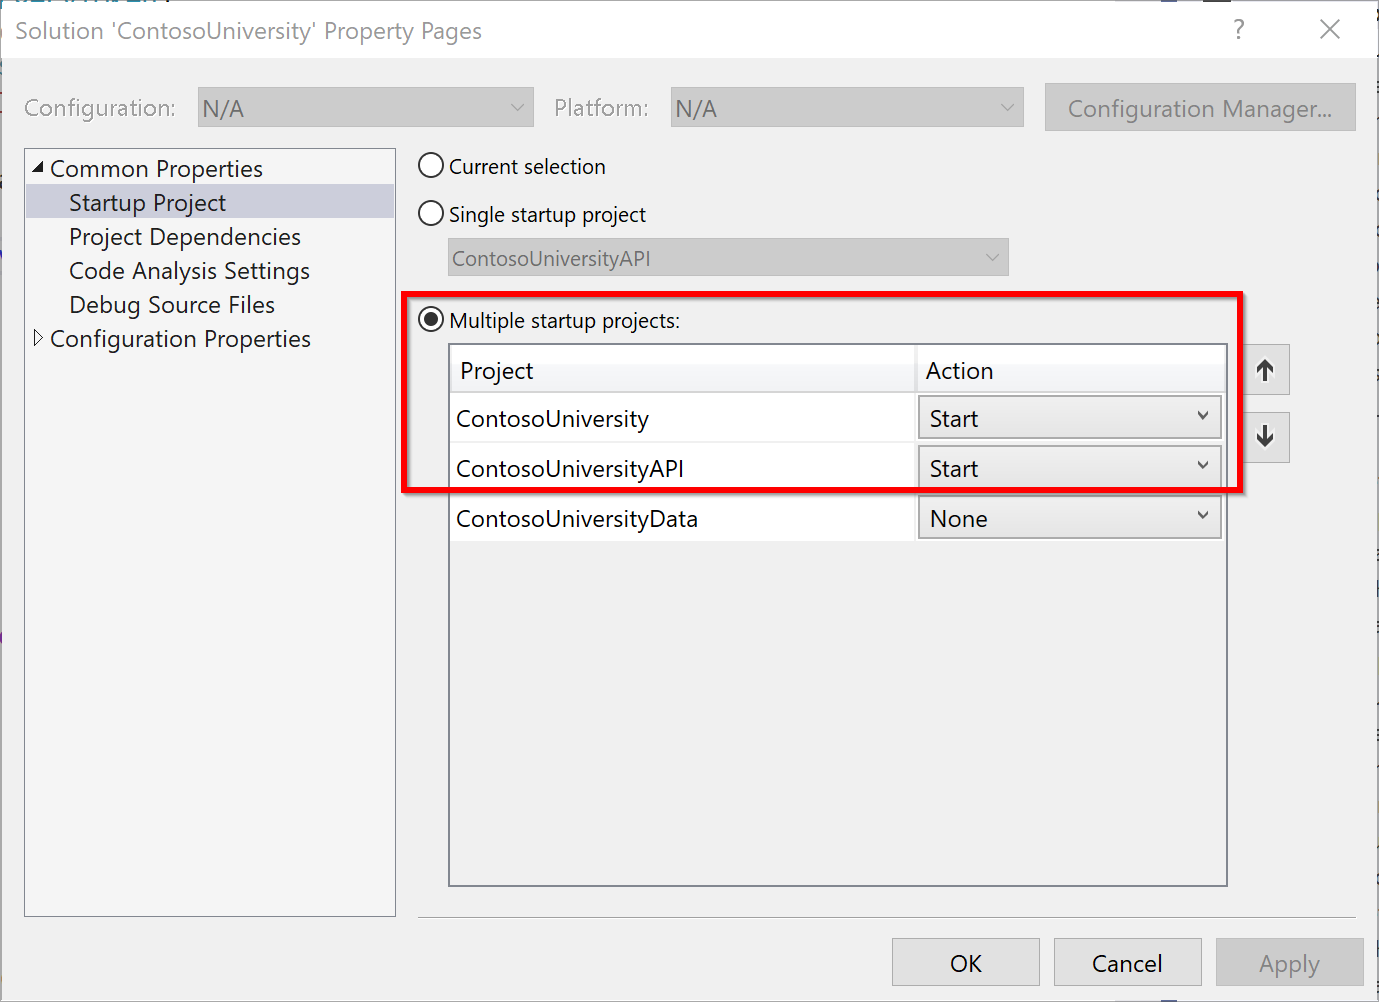 Solution 'ContosoUniversity' Property Pages
?
Configuration: N/A Platform: N/A Configuration Manager...
Common Properties
Startup Project
Project Dependencies
Code Analysis Settings
Debug Source Files
Configuration Properties
Current selection
Single startup project
ContosoUniversityAPI
Multiple startup projects:
Project Action
ContosoUniversity Start
ContosoUniversityAPI Start
ContosoUniversityData None
OK Cancel Apply